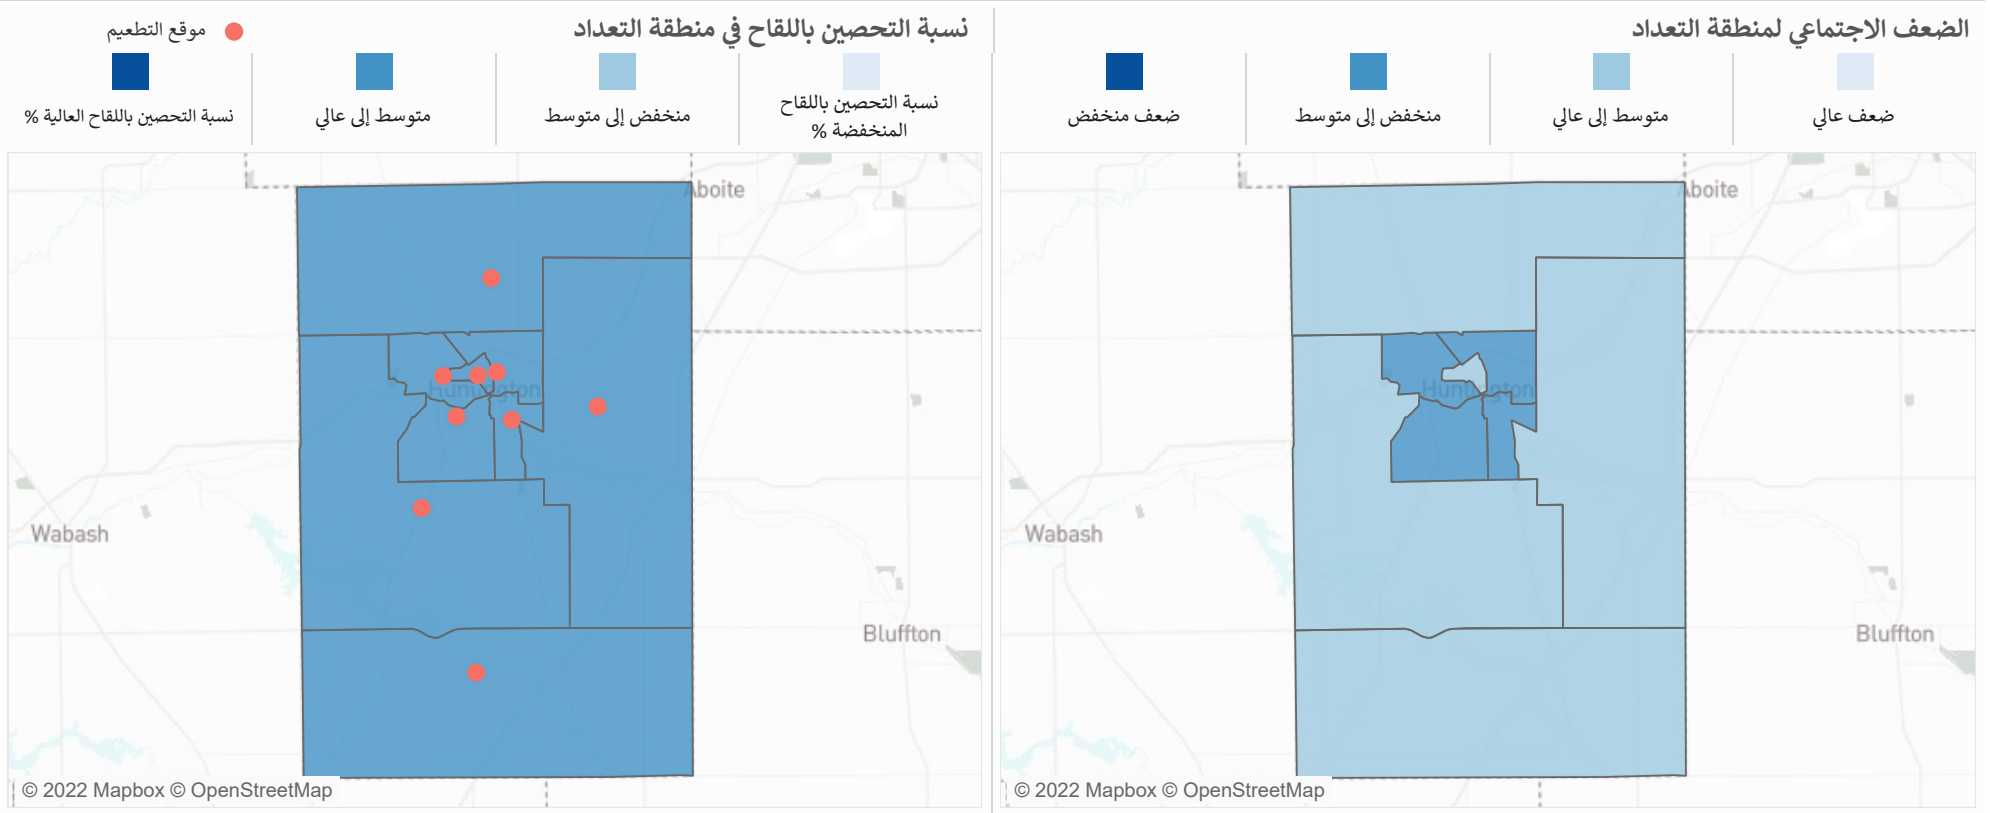 الضعف الاجتماعي لمنطقة التعداد
ضعف عالي
متوسط إلى عالي
منخفض إلى متوسط
ضعف منخفض
Aboite
Huntington
Wabash
Bluffton
© 2022 Mapbox © OpenStreetMap
نسبة التحصين باللقاح في منطقة التعداد
موقع التطعيم
نسبة التحصين باللقاح
المنخفضة %
منخفض إلى متوسط
متوسط إلى عالي
نسبة التحصين باللقاح العالية %
Aboite
Huntington
Wabash
Bluffton
© 2022 Mapbox © OpenStreetMap